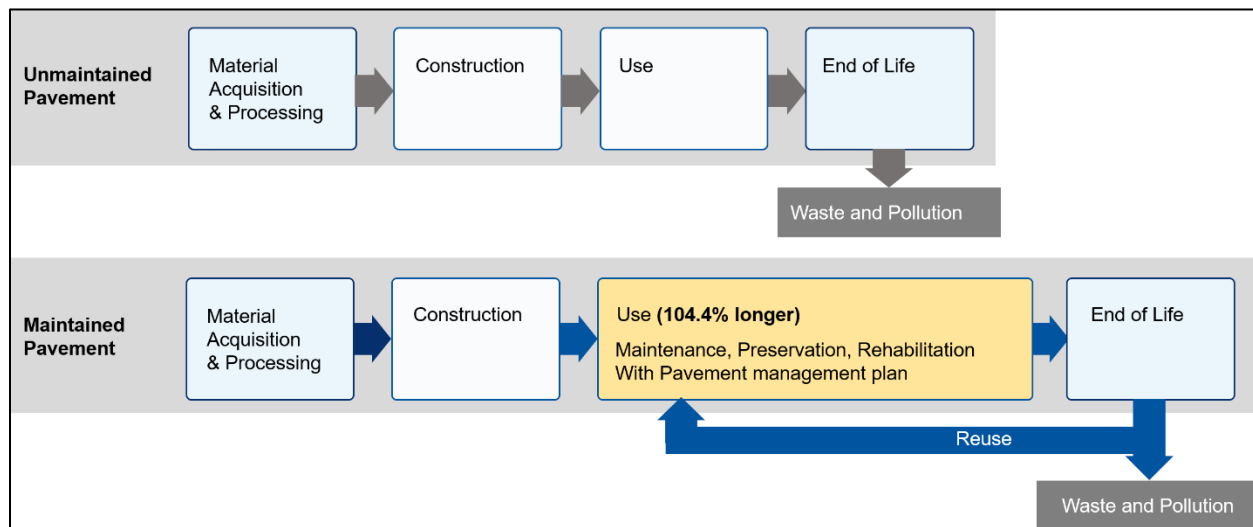 Unmaintained
Pavement
Material
Acquisition
& Processing
Construction
Use
End of Life
Waste and Pollution
Maintained
Pavement
Material
Acquisition
& Processing
Construction
Use (104.4% longer)
Maintenance, Preservation, Rehabilitation
With Pavement management plan
End of Life
Reuse
Waste and Pollution